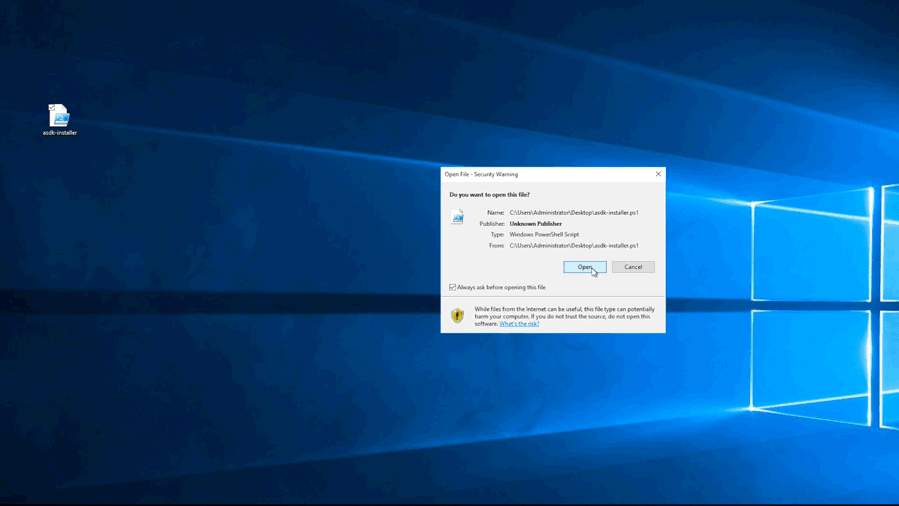 asdk-installer
Open File - Security Warning
Do you want to open this file?
Name: C:\Users\Administrator\Desktop\asdk-installer.ps1
Publisher: Unknown Publisher
Type: Windows PowerShell Script
From: C:\Users\Administrator\Desktop\asdk-installer.ps1
Open Cancel
Always ask before opening this file
While files from the Internet can be useful, this file type can potentially
harm your computer. If you do not trust the source, do not open this
software. What's the risk?